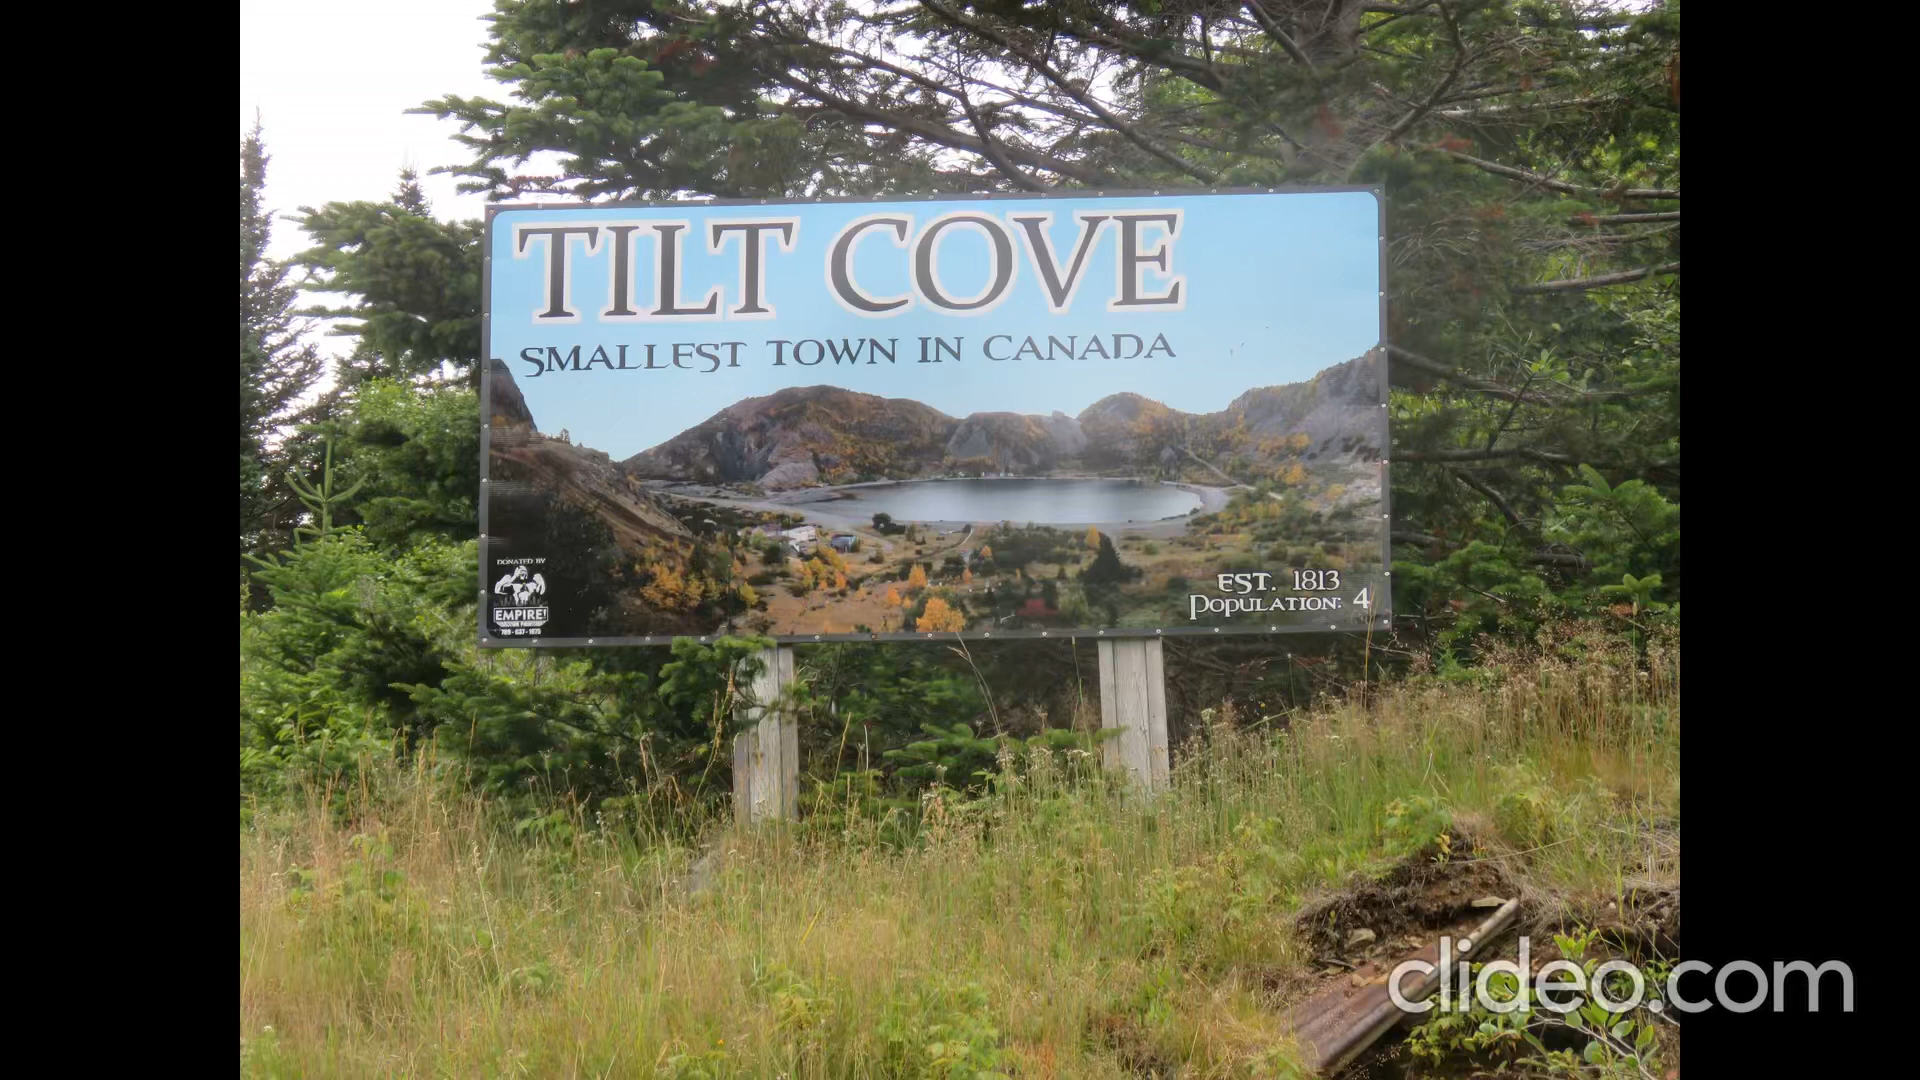 TILT COVE
SMALLEST TOWN IN CANADA
DONATED BY
EMPIRE!
EST. 1813
POPULATION: 4
clideo.com